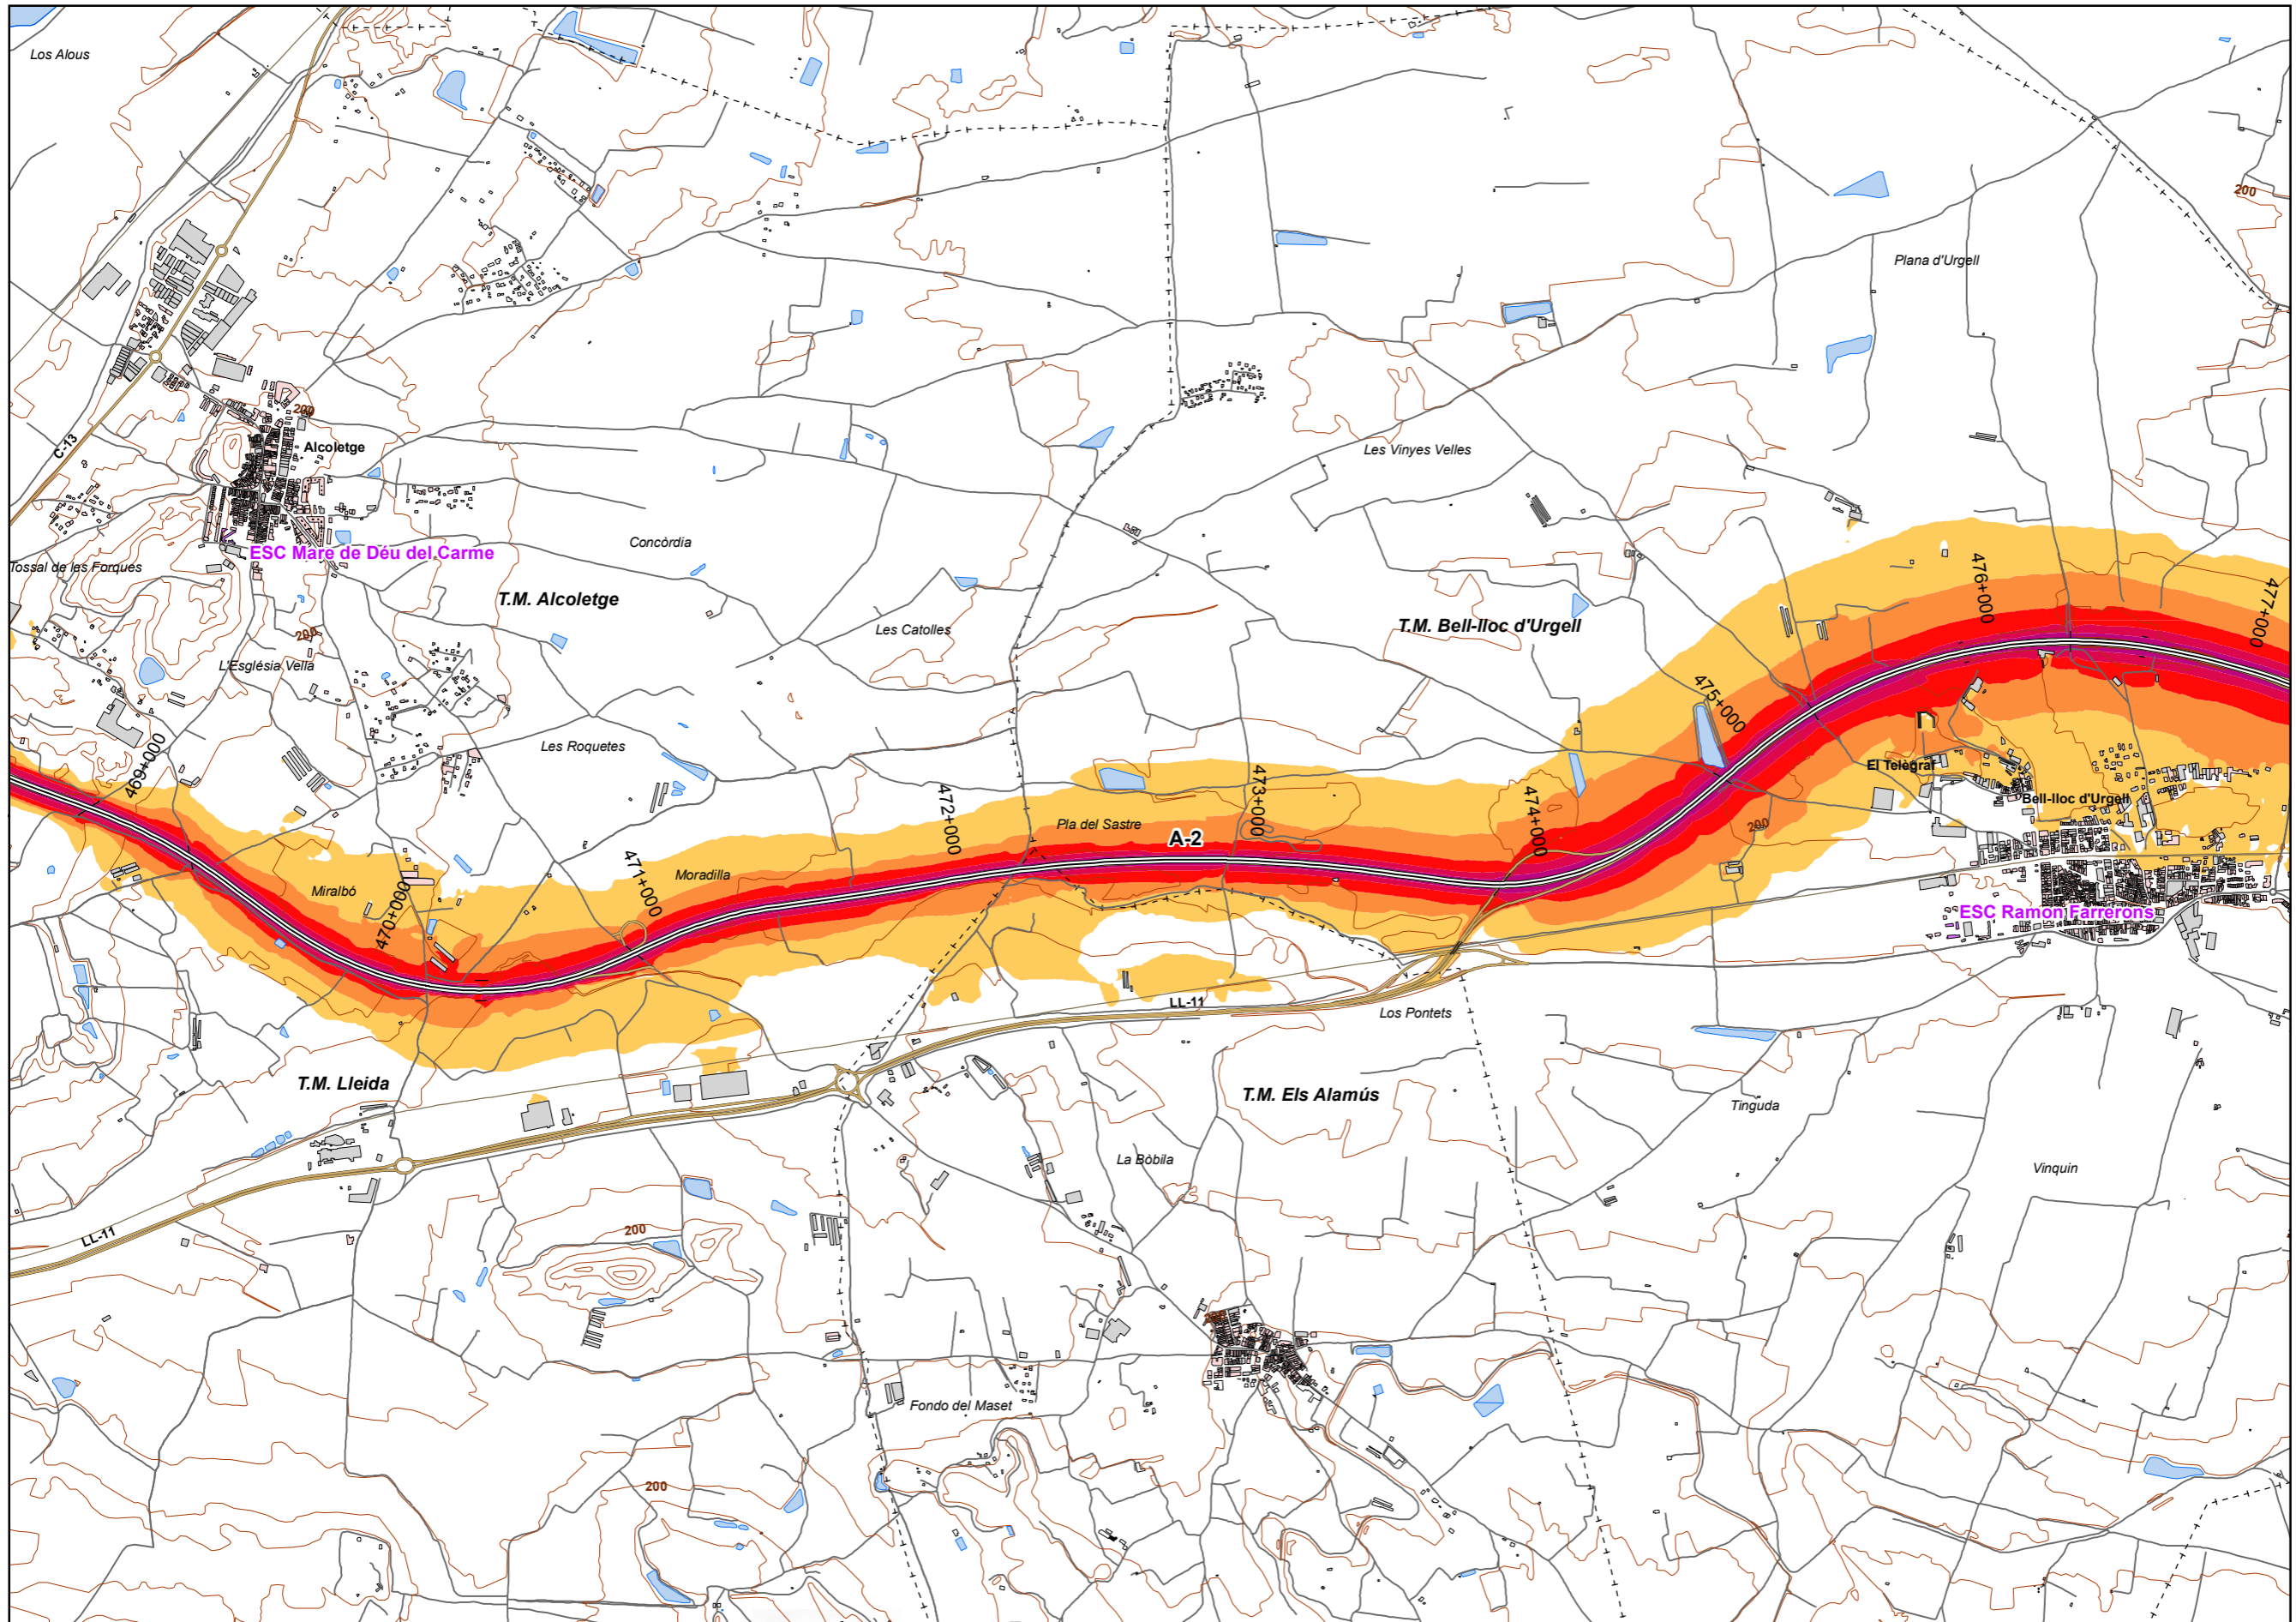 Los Alous
200
Plana d'Urgell
200
C-13
Alcoletge
Les Vinyes Velles
Concòrdia
ESC Mare de Déu del Carme
Tossal de les Forques
T.M. Alcoletge
476+000
477+000
Les Catolles
T.M. Bell-lloc d'Urgell
200
L'Església Vella
475+000
Les Roquetes
469+000
El Telègraf
473+000
472+000
474+000
Bell-lloc d'Urgell
Pla del Sastre
A-2
200
471+000
Moradilla
Miralbó
470+000
ESC Ramon Farrerons
LL-11
Los Pontets
T.M. Lleida
T.M. Els Alamús
Tinguda
La Bòbila
Vinquin
LL-11
200
200
Fondo del Maset
200